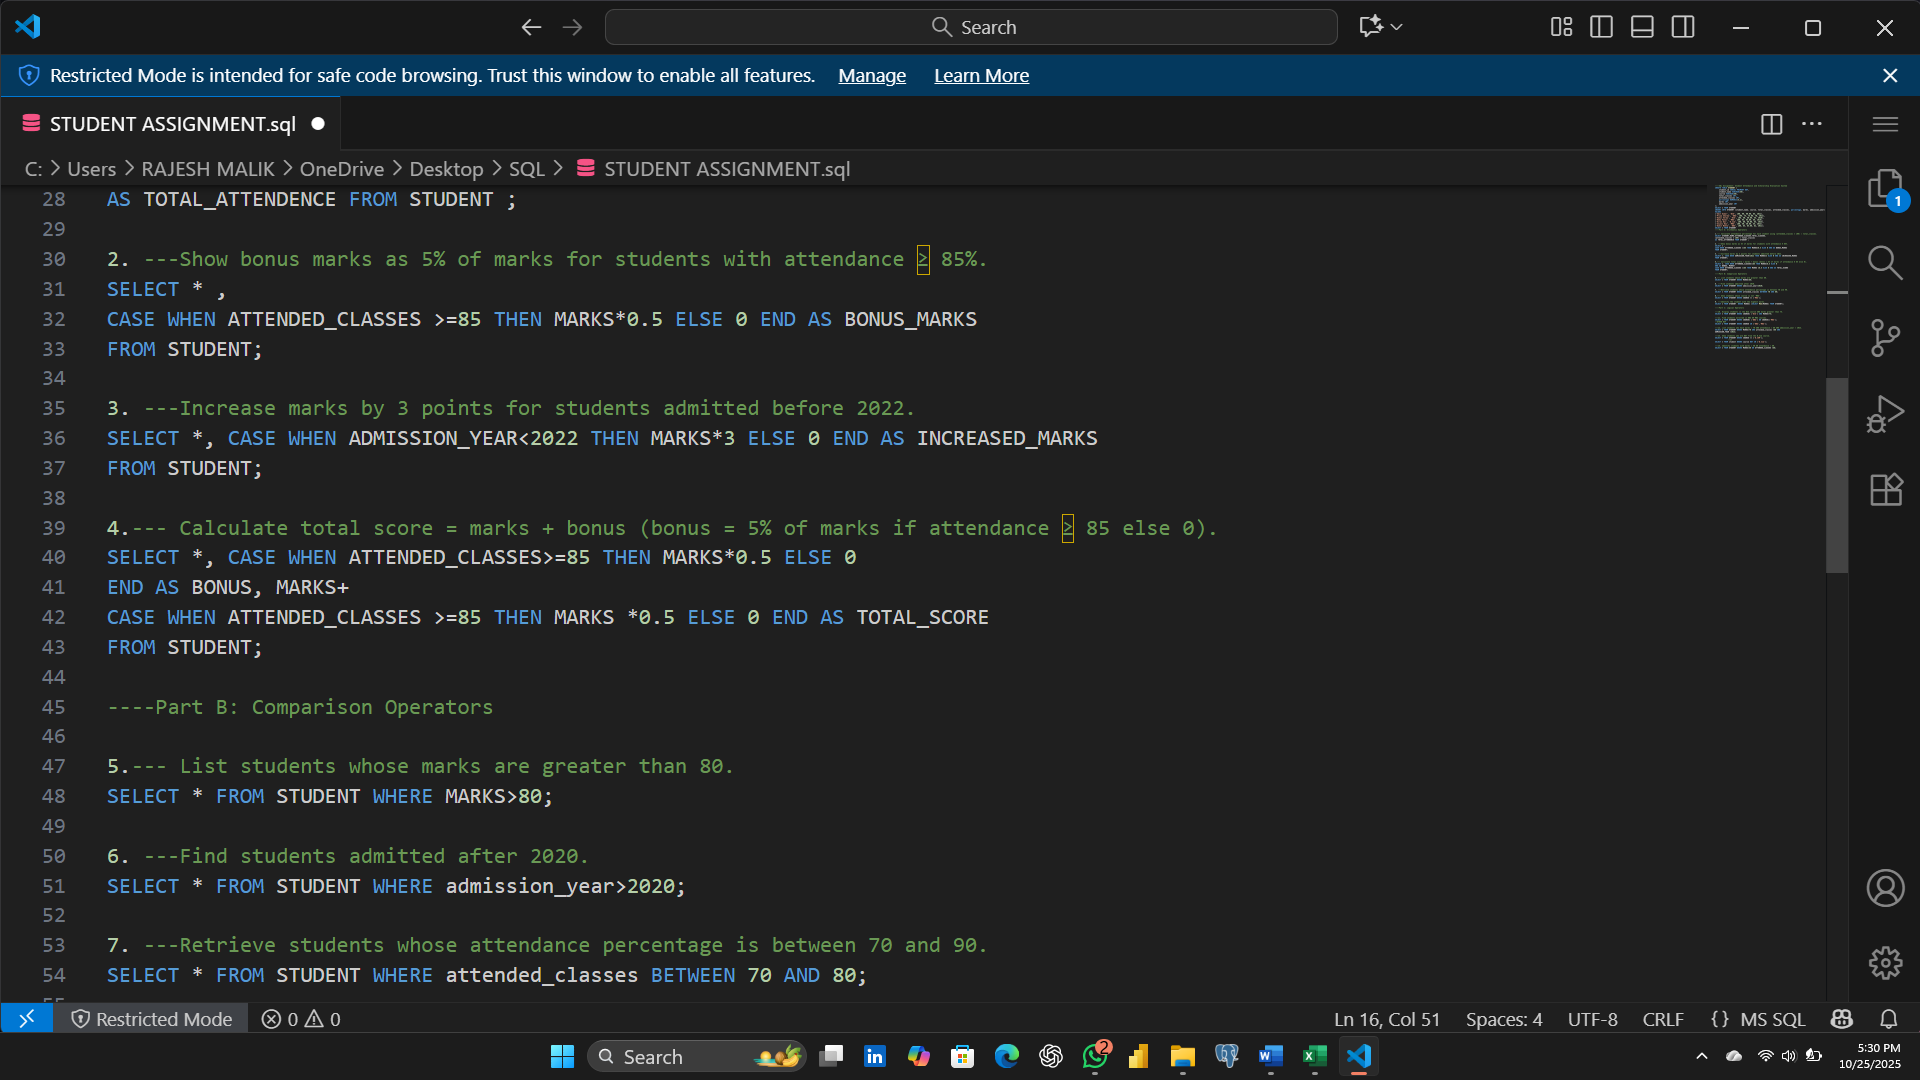 Search
Restricted Mode is intended for safe code browsing. Trust this window to enable all features. Manage Learn More
STUDENT ASSIGNMENT.sql
C: > Users > RAJESH MALIK > OneDrive > Desktop > SQL > STUDENT ASSIGNMENT.sql
1
28 AS TOTAL_ATTENDENCE FROM STUDENT ;
29
30 2. ---Show bonus marks as 5% of marks for students with attendance ≥ 85%.
31 SELECT * ,
32 CASE WHEN ATTENDED_CLASSES >=85 THEN MARKS*0.5 ELSE 0 END AS BONUS_MARKS
33 FROM STUDENT;
34
35 3. ---Increase marks by 3 points for students admitted before 2022.
36 SELECT *, CASE WHEN ADMISSION_YEAR<2022 THEN MARKS*3 ELSE 0 END AS INCREASED_MARKS
37 FROM STUDENT;
38
39 4.--- Calculate total score = marks + bonus (bonus = 5% of marks if attendance ≥ 85 else 0).
40 SELECT *, CASE WHEN ATTENDED_CLASSES>=85 THEN MARKS*0.5 ELSE 0
41 END AS BONUS, MARKS+
42 CASE WHEN ATTENDED_CLASSES >=85 THEN MARKS *0.5 ELSE 0 END AS TOTAL_SCORE
43 FROM STUDENT;
44
45 ----Part B: Comparison Operators
46
47 5.--- List students whose marks are greater than 80.
48 SELECT * FROM STUDENT WHERE MARKS>80;
49
50 6. ---Find students admitted after 2020.
51 SELECT * FROM STUDENT WHERE admission_year>2020;
52
53 7. ---Retrieve students whose attendance percentage is between 70 and 90.
54 SELECT * FROM STUDENT WHERE attended_classes BETWEEN 70 AND 80;
55
Restricted Mode 0 0 Ln 16, Col 51 Spaces: 4 UTF-8 CRLF {} MS SQL
Search 2 5:30 PM
10/25/2025